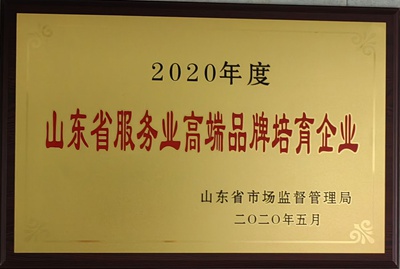 2020年度
山东省服务业高端品牌培育企业
山东省市场监督管理局
二〇二〇年五月